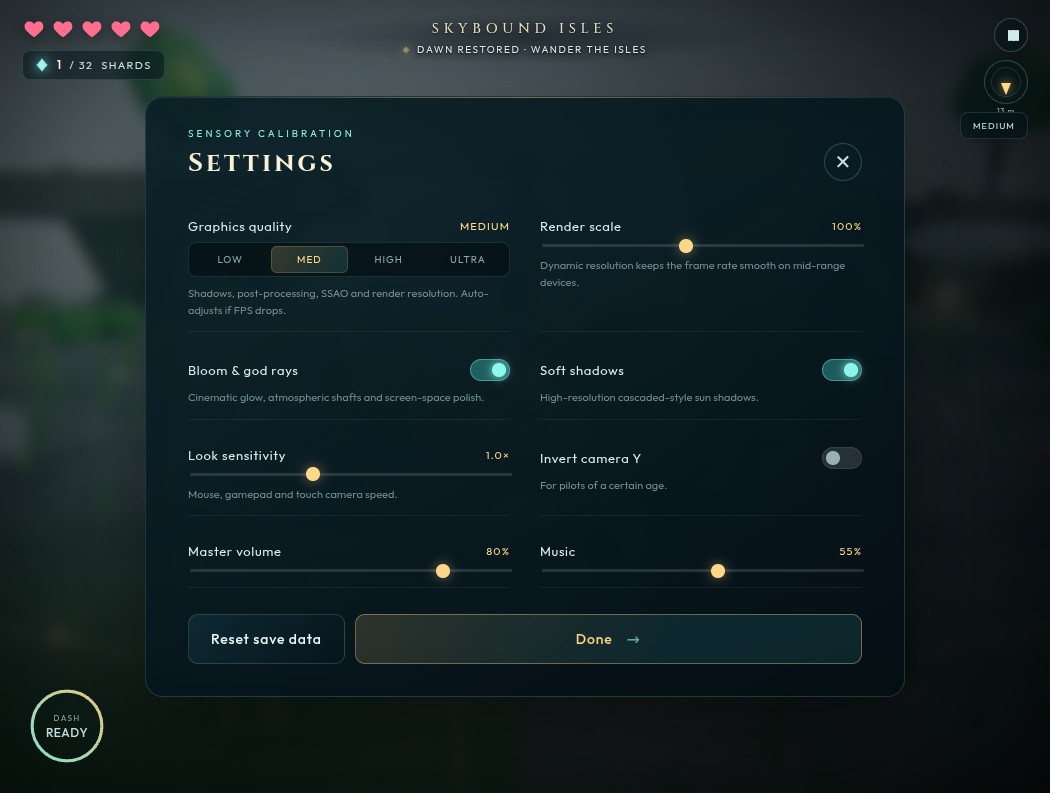 SKYBOUND ISLES
DAWN RESTORED · WANDER THE ISLES
1 / 32 SHARDS
13 m
MEDIUM
SENSORY CALIBRATION
SETTINGS
Graphics quality MEDIUM
LOW MED HIGH ULTRA
Shadows, post-processing, SSAO and render resolution. Auto-
adjusts if FPS drops.
Render scale 100%
Dynamic resolution keeps the frame rate smooth on mid-range
devices.
Bloom & god rays
Cinematic glow, atmospheric shafts and screen-space polish.
Soft shadows
High-resolution cascaded-style sun shadows.
Look sensitivity 1.0×
Mouse, gamepad and touch camera speed.
Invert camera Y
For pilots of a certain age.
Master volume 80%
Music 55%
Reset save data
Done →
DASH
READY